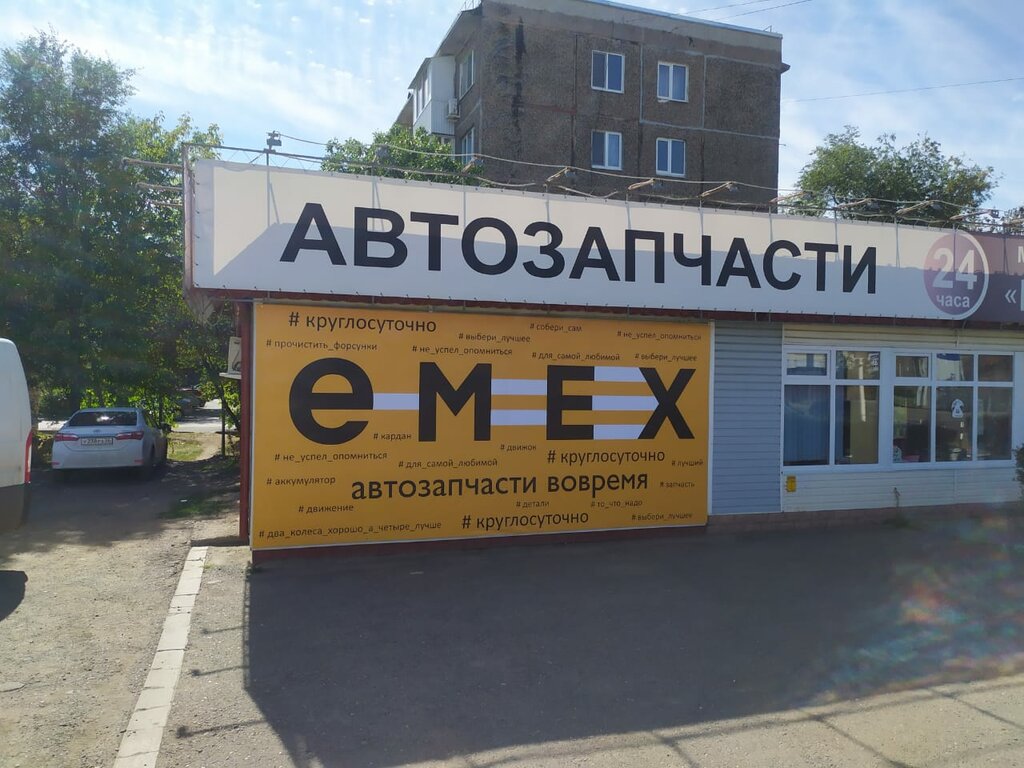 АВТОЗАПЧАСТИ
24
часа
«
# круглосуточно
# собери_сам
# выбери_лучшее
# не_успел_опомниться
# прочистить_форсунки
# не_успел_опомниться
# для_самой_любимой
# выбери_лучшее
емех
# кардан
# движок
# не_успел_опомниться
# для_самой_любимой
# круглосуточно
# лучший
# аккумулятор
автозапчасти вовремя
# запчасть
# движение
# детали
# то_что_надо
# два_колеса_хорошо_а_четыре_лучше
# круглосуточно
# выбери_лучшее